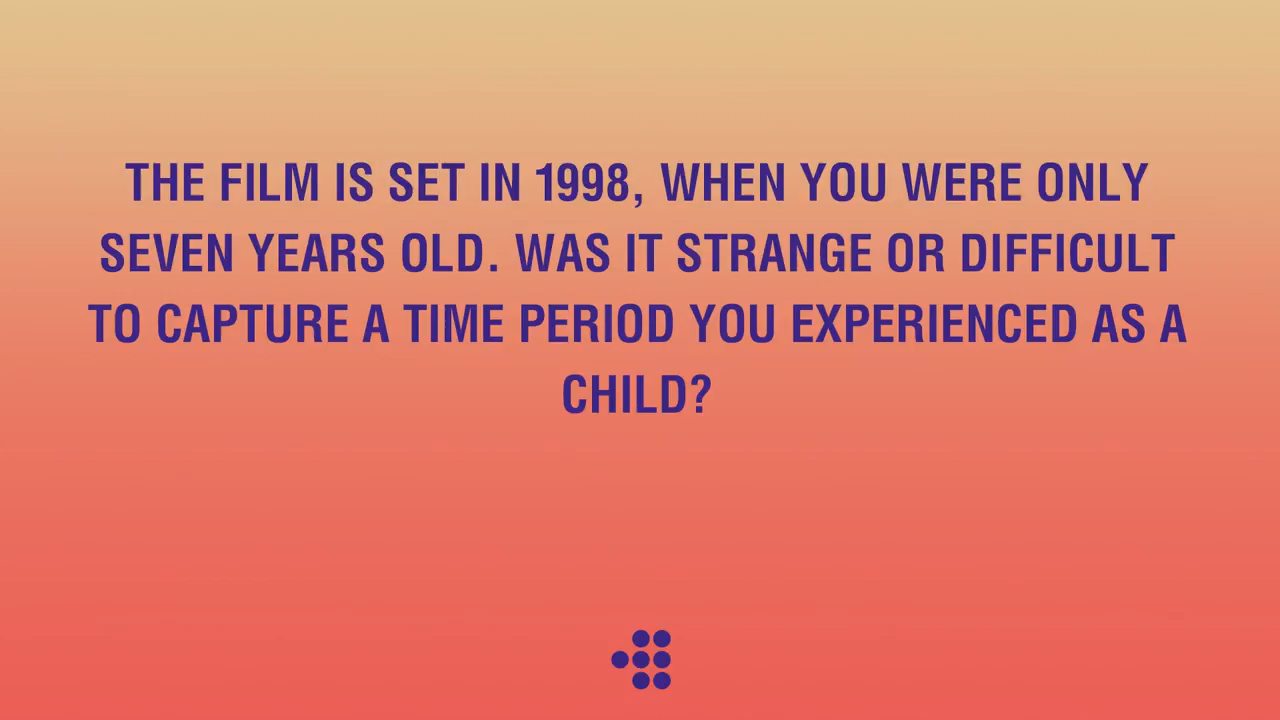 THE FILM IS SET IN 1998, WHEN YOU WERE ONLY
SEVEN YEARS OLD. WAS IT STRANGE OR DIFFICULT
TO CAPTURE A TIME PERIOD YOU EXPERIENCED AS A
CHILD?